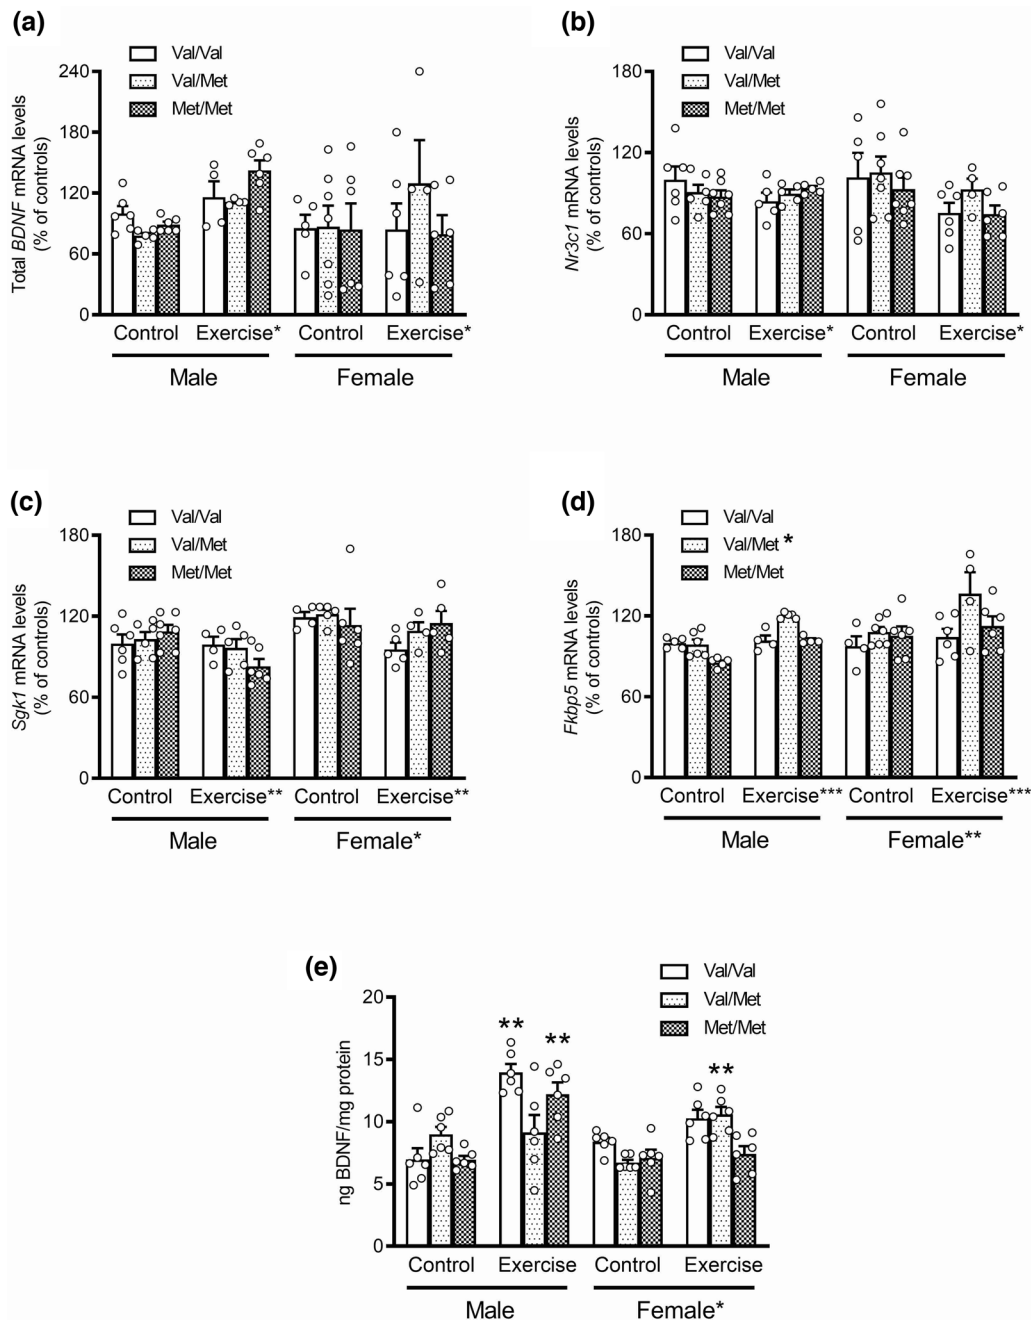 (a)
Val/Val
Val/Met
Met/Met
Total BDNF mRNA levels
(% of controls)
240
180
120
60
0
Control Exercise* Control Exercise*
Male Female
(b)
Val/Val
Val/Met
Met/Met
Nr3c1 mRNA levels
(% of controls)
180
120
60
0
Control Exercise* Control Exercise*
Male Female
(c)
Val/Val
Val/Met
Met/Met
Sgk1 mRNA levels
(% of controls)
180
120
60
0
Control Exercise** Control Exercise**
Male Female*
(d)
Val/Val
Val/Met *
Met/Met
Fkbp5 mRNA levels
(% of controls)
180
120
60
0
Control Exercise*** Control Exercise***
Male Female**
(e)
Val/Val
Val/Met
Met/Met
ng BDNF/mg protein
20
15
10
5
0
** ** **
Control Exercise Control Exercise
Male Female*